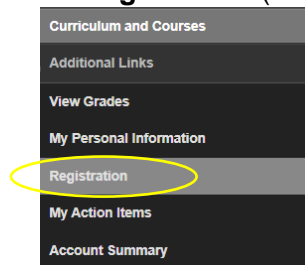 Curriculum and Courses
Additional Links
View Grades
My Personal Information
Registration
My Action Items
Account Summary